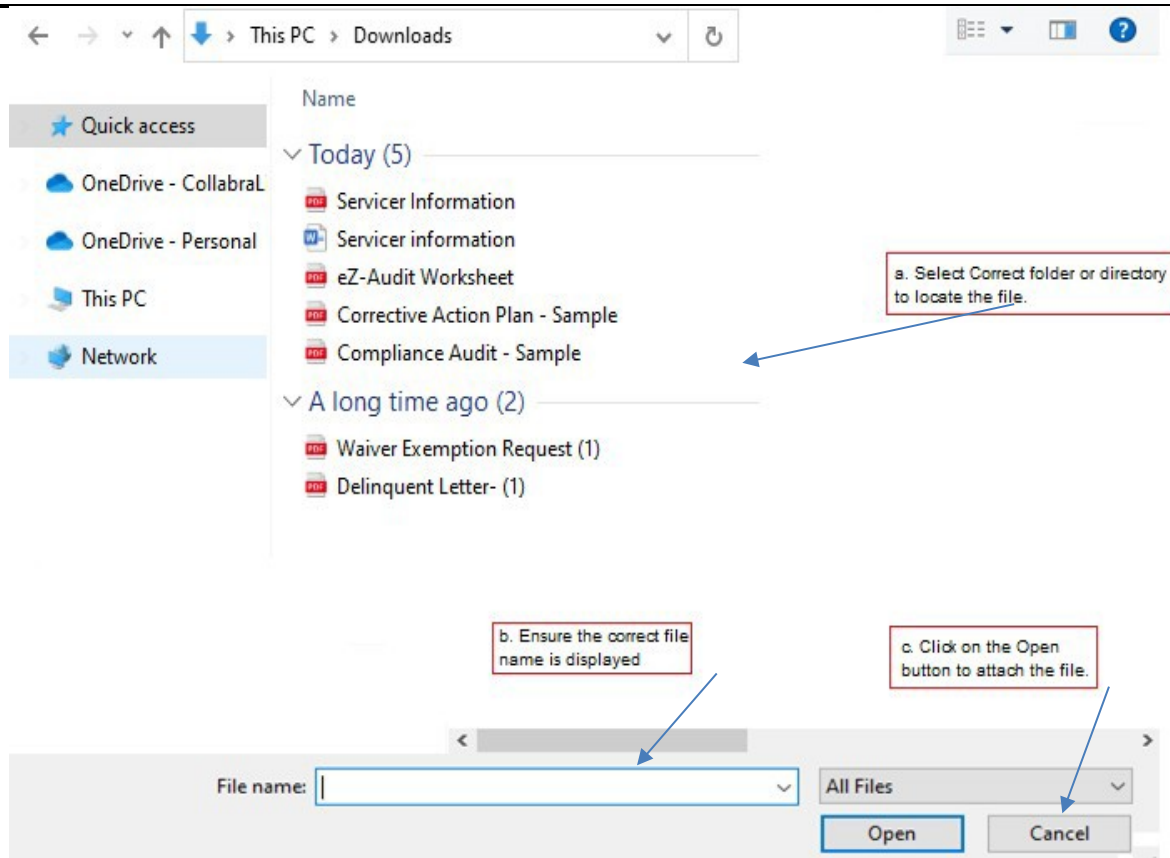 This PC > Downloads
Name
Quick access
Today (5)
OneDrive - CollabraL
Servicer Information
Servicer information
OneDrive - Personal
eZ-Audit Worksheet
a. Select Correct folder or directory
to locate the file.
This PC
Corrective Action Plan - Sample
Network
Compliance Audit - Sample
A long time ago (2)
Waiver Exemption Request (1)
Delinquent Letter- (1)
b. Ensure the correct file
name is displayed
c. Click on the Open
button to attach the file.
File name:
All Files
Open
Cancel